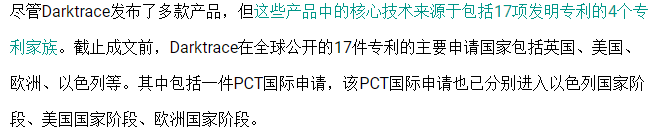 尽管Darktrace发布了多款产品，但这些产品中的核心技术来源于包括17项发明专利的4个专
利家族。截止成文前，Darktrace在全球公开的17件专利的主要申请国家包括英国、美国、
欧洲、以色列等。其中包括一件PCT国际申请，该PCT国际申请也已分别进入以色列国家阶
段、美国国家阶段、欧洲国家阶段。